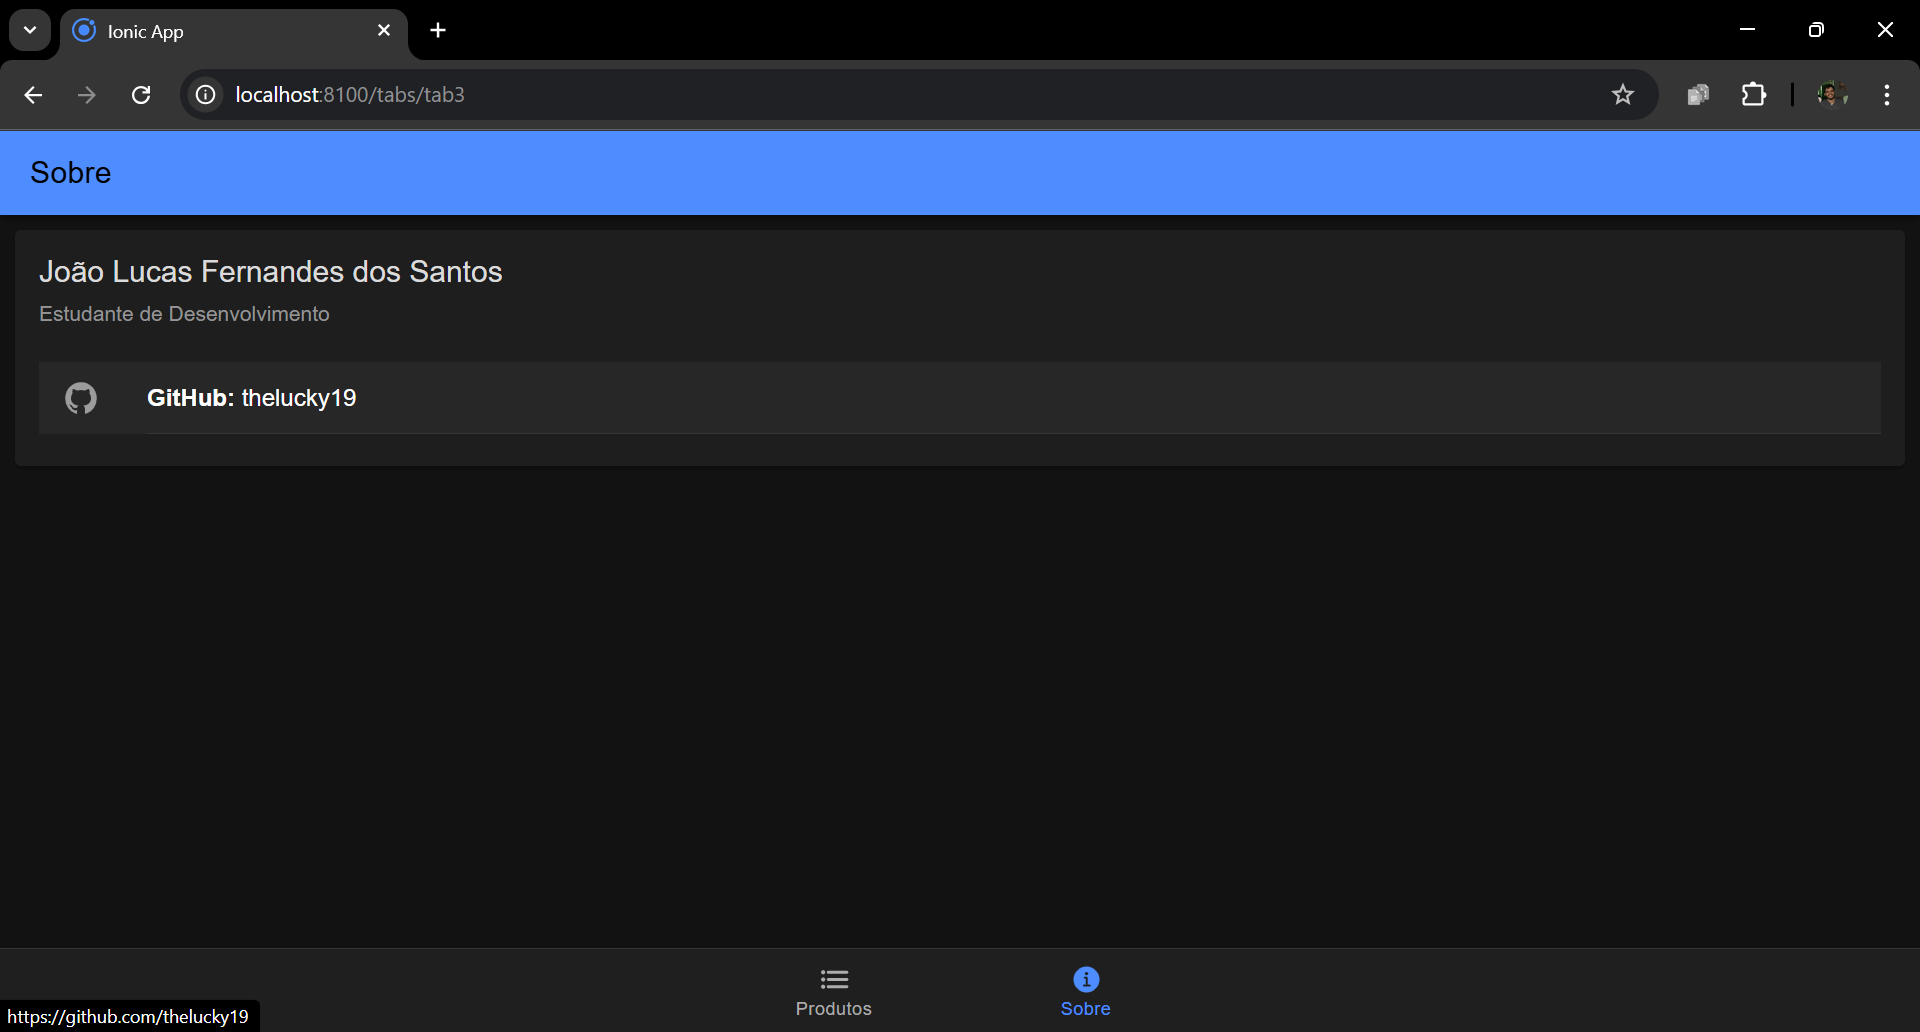 Ionic App
localhost:8100/tabs/tab3
Sobre
João Lucas Fernandes dos Santos
Estudante de Desenvolvimento
GitHub: thelucky19
Produtos
Sobre
https://github.com/thelucky19